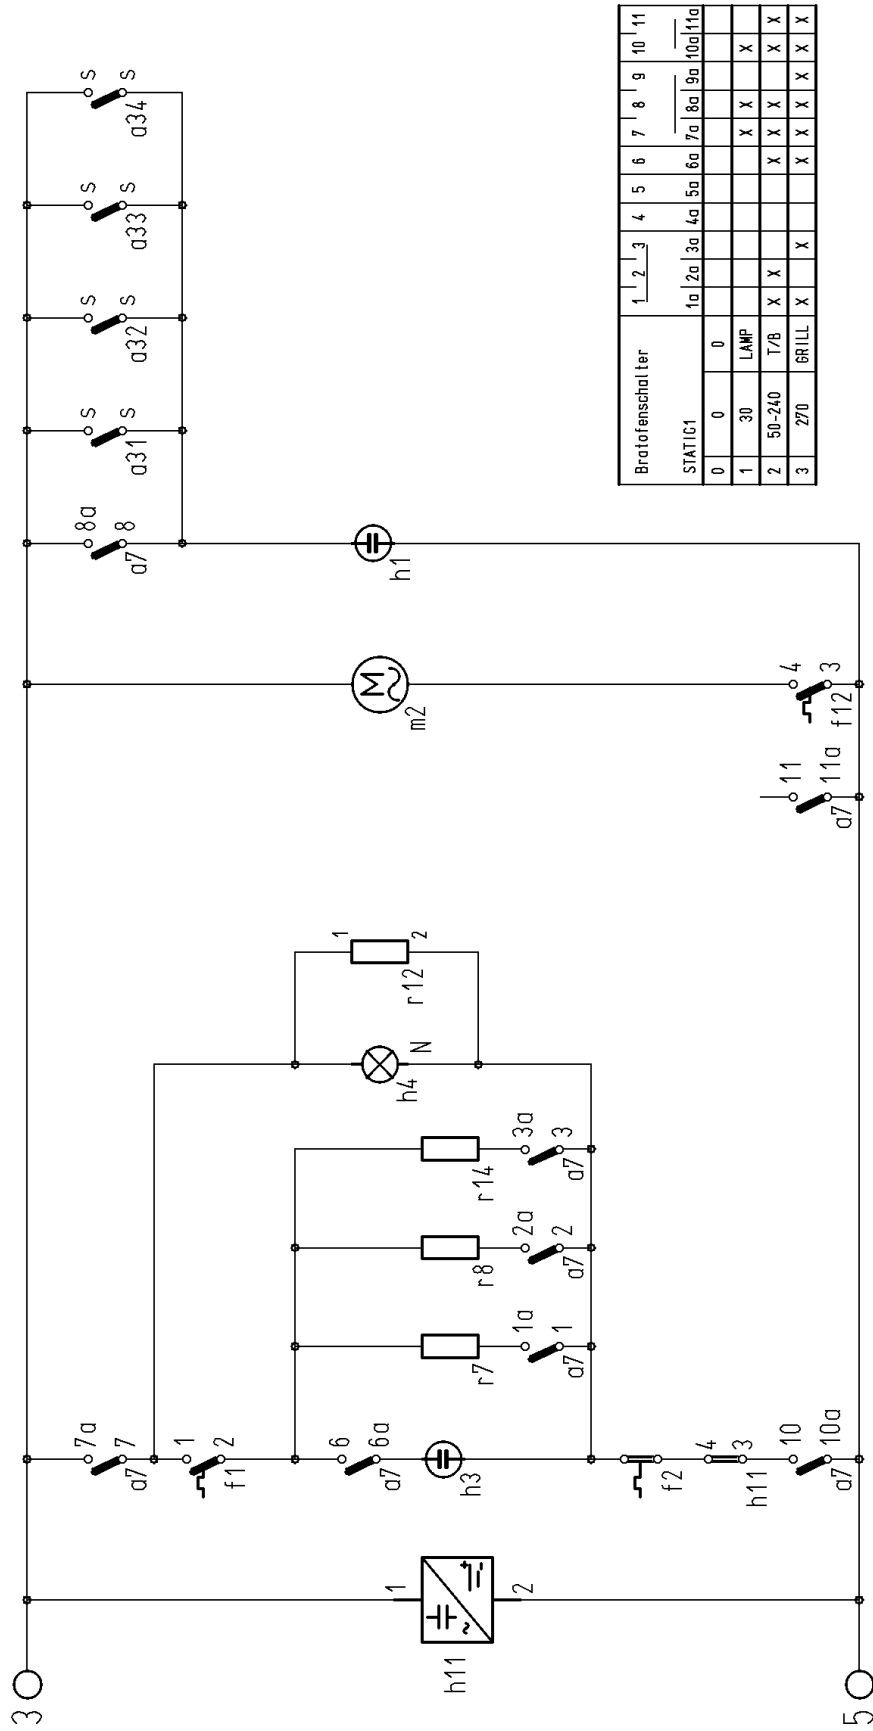 3
5
h11
1
2
7a
7
a7
1
2
f1
6
6a
a7
h3
f2
4
3
h11
10
10a
a7
r7
1a
1
a7
r8
2a
2
a7
r14
3a
3
a7
h4
N
r12
1
2
11
11a
a7
M
m2
4
3
f12
8a
8
a7
h1
S
S
a31
S
S
a32
S
S
a33
S
S
a34
Bratofenschalter 1 2 3 4 5 6 7 8 9 10 11
STATIC1 1a 2a 3a 4a 5a 6a 7a 8a 9a 10a 11a
0 0 0
1 30 LAMP X X X
2 50-240 T/B X X X X X X X
3 270 GRILL X X X X X X X X